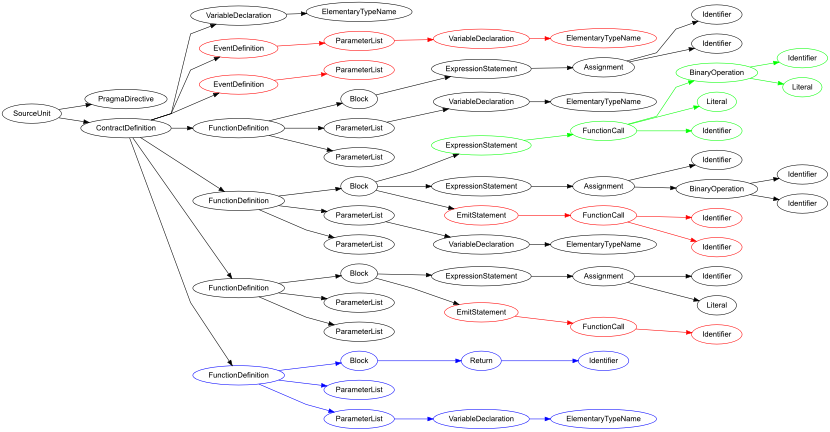 VariableDeclaration ElementaryTypeName Identifier
EventDefinition ParameterList VariableDeclaration ElementaryTypeName
Identifier
Identifier
ExpressionStatement Assignment BinaryOperation
EventDefinition ParameterList
Literal
PragmaDirective Block VariableDeclaration ElementaryTypeName Literal
SourceUnit
ContractDefinition FunctionDefinition ParameterList FunctionCall Identifier
ExpressionStatement
ParameterList Identifier
Identifier
Block ExpressionStatement Assignment BinaryOperation
FunctionDefinition Identifier
ParameterList EmitStatement FunctionCall Identifier
ParameterList VariableDeclaration ElementaryTypeName Identifier
Block ExpressionStatement Assignment Identifier
FunctionDefinition
ParameterList Literal
EmitStatement
FunctionCall
ParameterList Identifier
Block Return Identifier
FunctionDefinition
ParameterList
ParameterList VariableDeclaration ElementaryTypeName